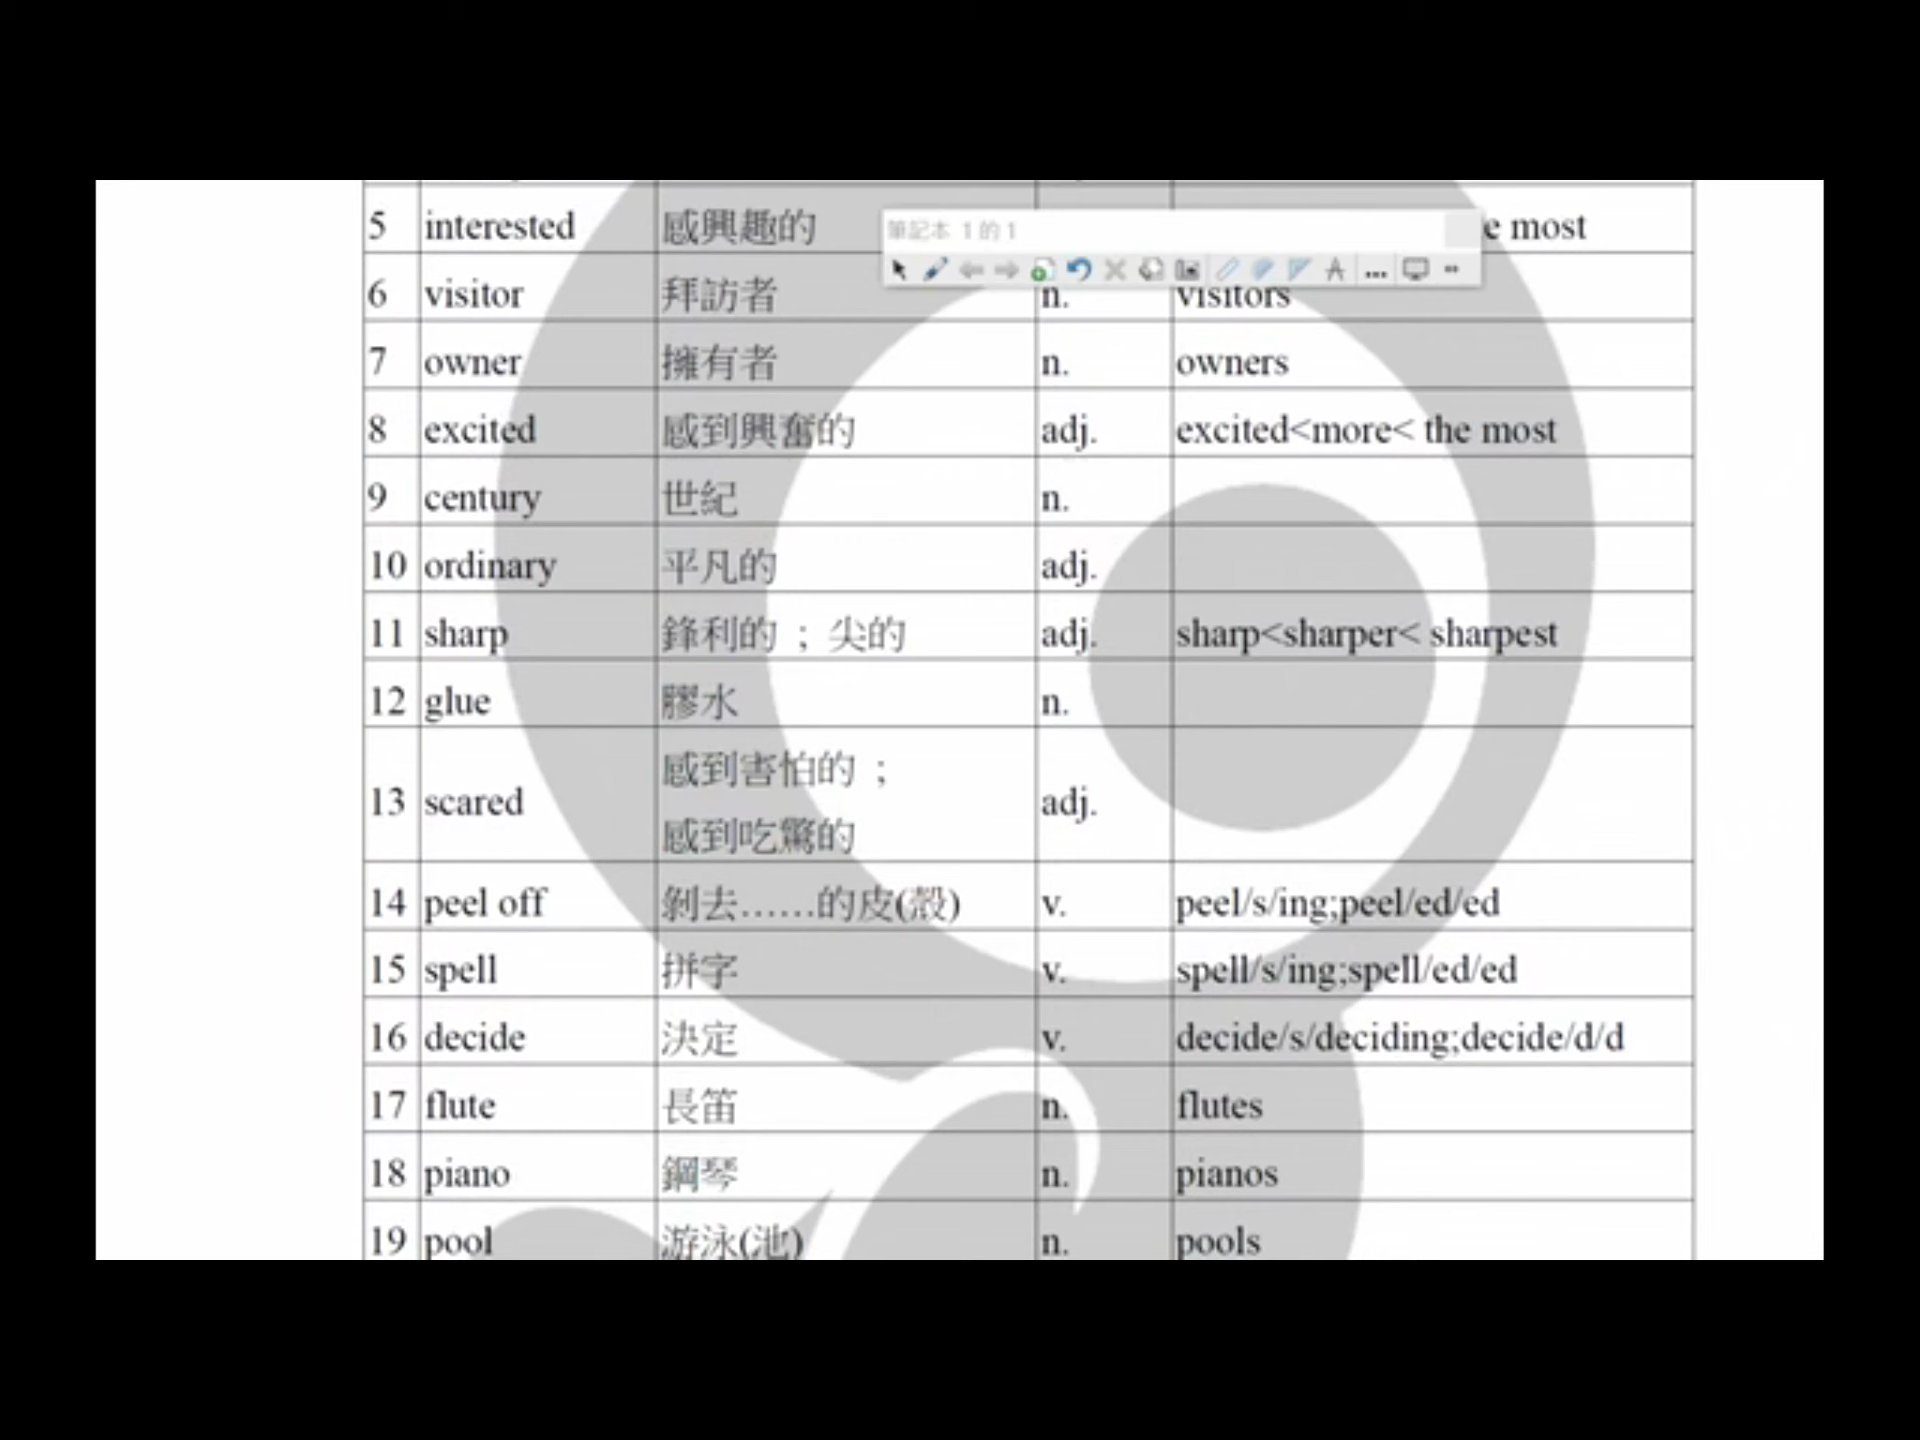 5 interested 感興趣的 e most
筆記本 1 的 1
6 visitor 拜訪者 n. visitors
7 owner 擁有者 n. owners
8 excited 感到興奮的 adj. excited<more< the most
9 century 世紀 n.
10 ordinary 平凡的 adj.
11 sharp 鋒利的；尖的 adj. sharp<sharper< sharpest
12 glue 膠水 n.
13 scared 感到害怕的； adj.
感到吃驚的
14 peel off 剝去……的皮(殼) v. peel/s/ing;peel/ed/ed
15 spell 拼字 v. spell/s/ing;spell/ed/ed
16 decide 決定 v. decide/s/deciding;decide/d/d
17 flute 長笛 n. flutes
18 piano 鋼琴 n. pianos
19 pool 游泳(池) n. pools